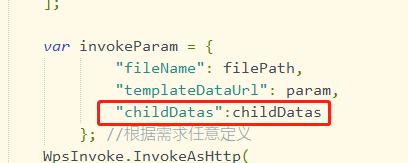 ];
var invokeParam = {
"fileName": filePath,
"templateDataUrl": param,
"childDatas":childDatas
}; //根据需求任意定义
WpsInvoke.InvokeAsHttp(